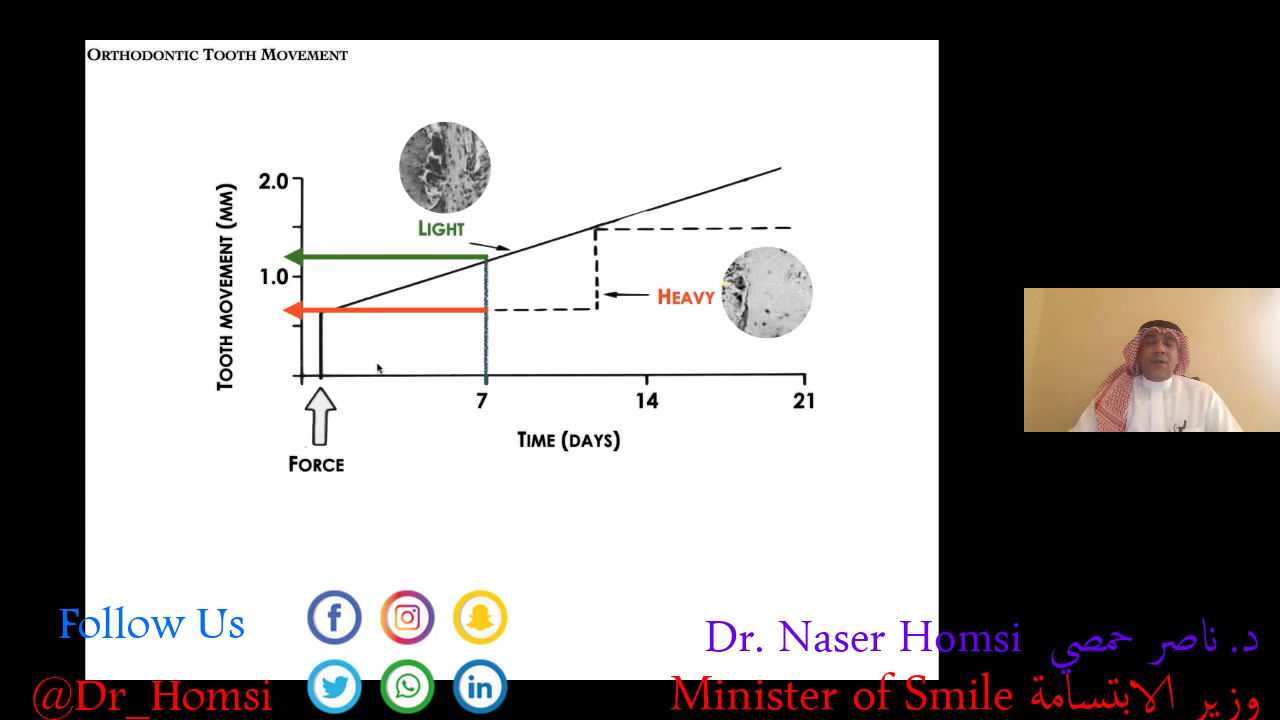 ORTHODONTIC TOOTH MOVEMENT
2.0
LIGHT
1.0
HEAVY
TOOTH MOVEMENT (MM)
7
14
21
TIME (DAYS)
FORCE
Follow Us
@Dr_Homsi
Dr. Naser Homsi د. ناصر حمصي
Minister of Smile وزير الابتسامة